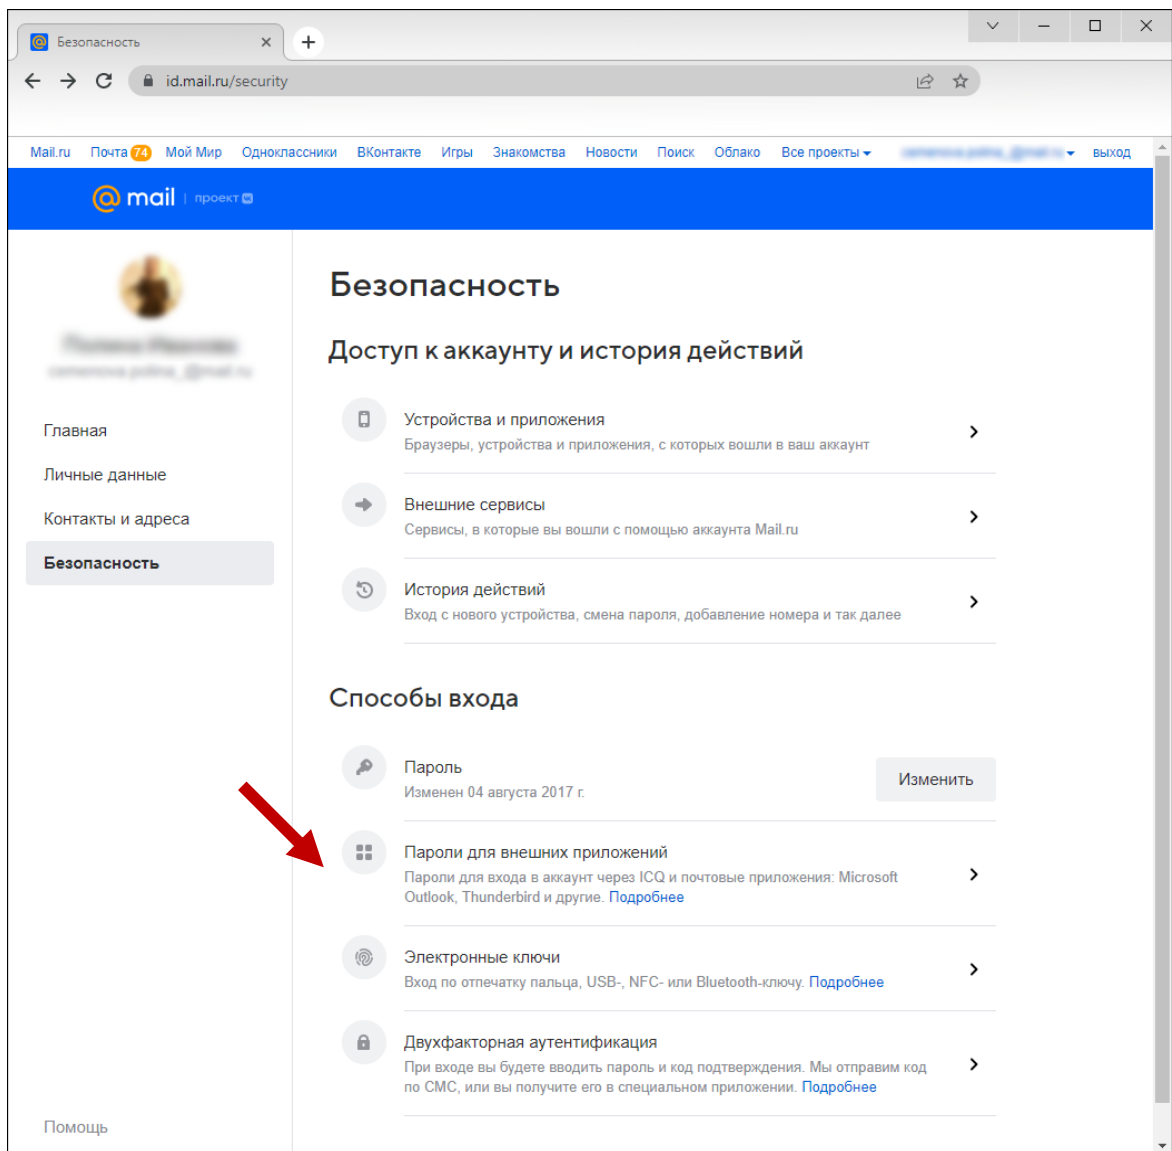 Безопасность
id.mail.ru/security
Mail.ru Почта 74 Мой Мир Одноклассники ВКонтакте Игры Знакомства Новости Поиск Облако Все проекты выход
@ mail | проект
Безопасность
Доступ к аккаунту и история действий
Устройства и приложения
Браузеры, устройства и приложения, с которых вошли в ваш аккаунт
Главная
Личные данные
Контакты и адреса
Безопасность
Внешние сервисы
Сервисы, в которые вы вошли с помощью аккаунта Mail.ru
История действий
Вход с нового устройства, смена пароля, добавление номера и так далее
Способы входа
Пароль
Изменен 04 августа 2017 г.
Изменить
Пароли для внешних приложений
Пароли для входа в аккаунт через ICQ и почтовые приложения: Microsoft
Outlook, Thunderbird и другие. Подробнее
Электронные ключи
Вход по отпечатку пальца, USB-, NFC- или Bluetooth-ключу. Подробнее
Двухфакторная аутентификация
При входе вы будете вводить пароль и код подтверждения. Мы отправим код
по СМС, или вы получите его в специальном приложении. Подробнее
Помощь